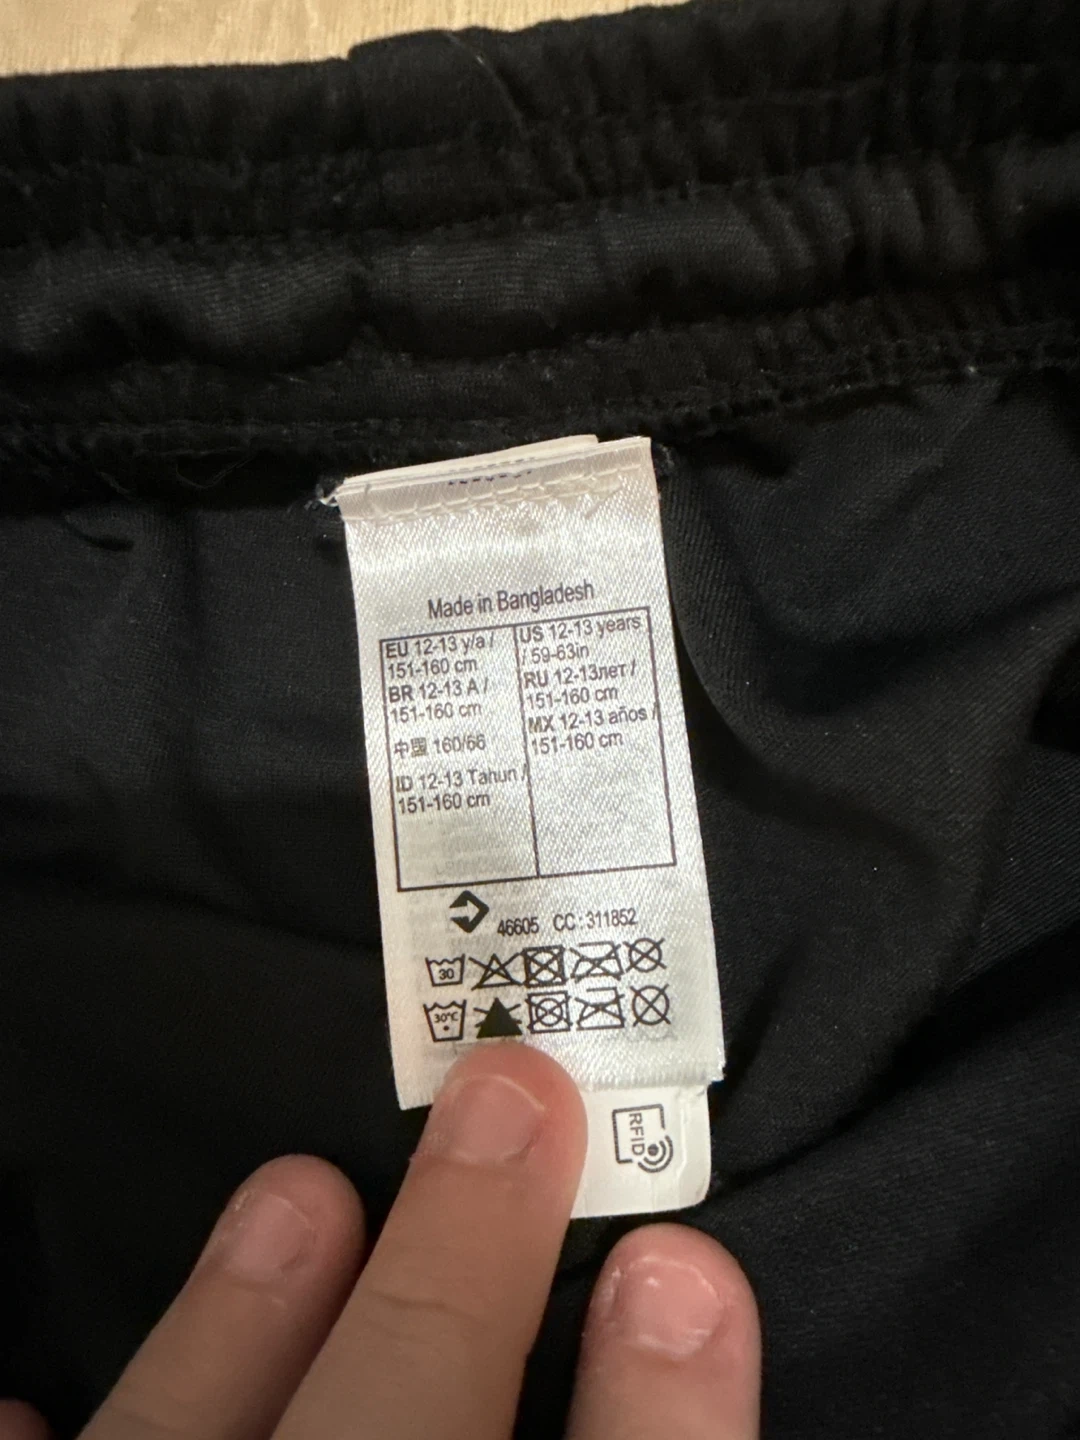 Made in Bangladesh
EU 12-13 y/a /
151-160 cm
BR 12-13 A /
151-160 cm
中国 160/66
ID 12-13 Tahun /
151-160 cm
US 12-13 years
/ 59-63in
RU 12-13лет /
151-160 cm
MX 12-13 años /
151-160 cm
46605 CC:311852
30
30°C
RFID